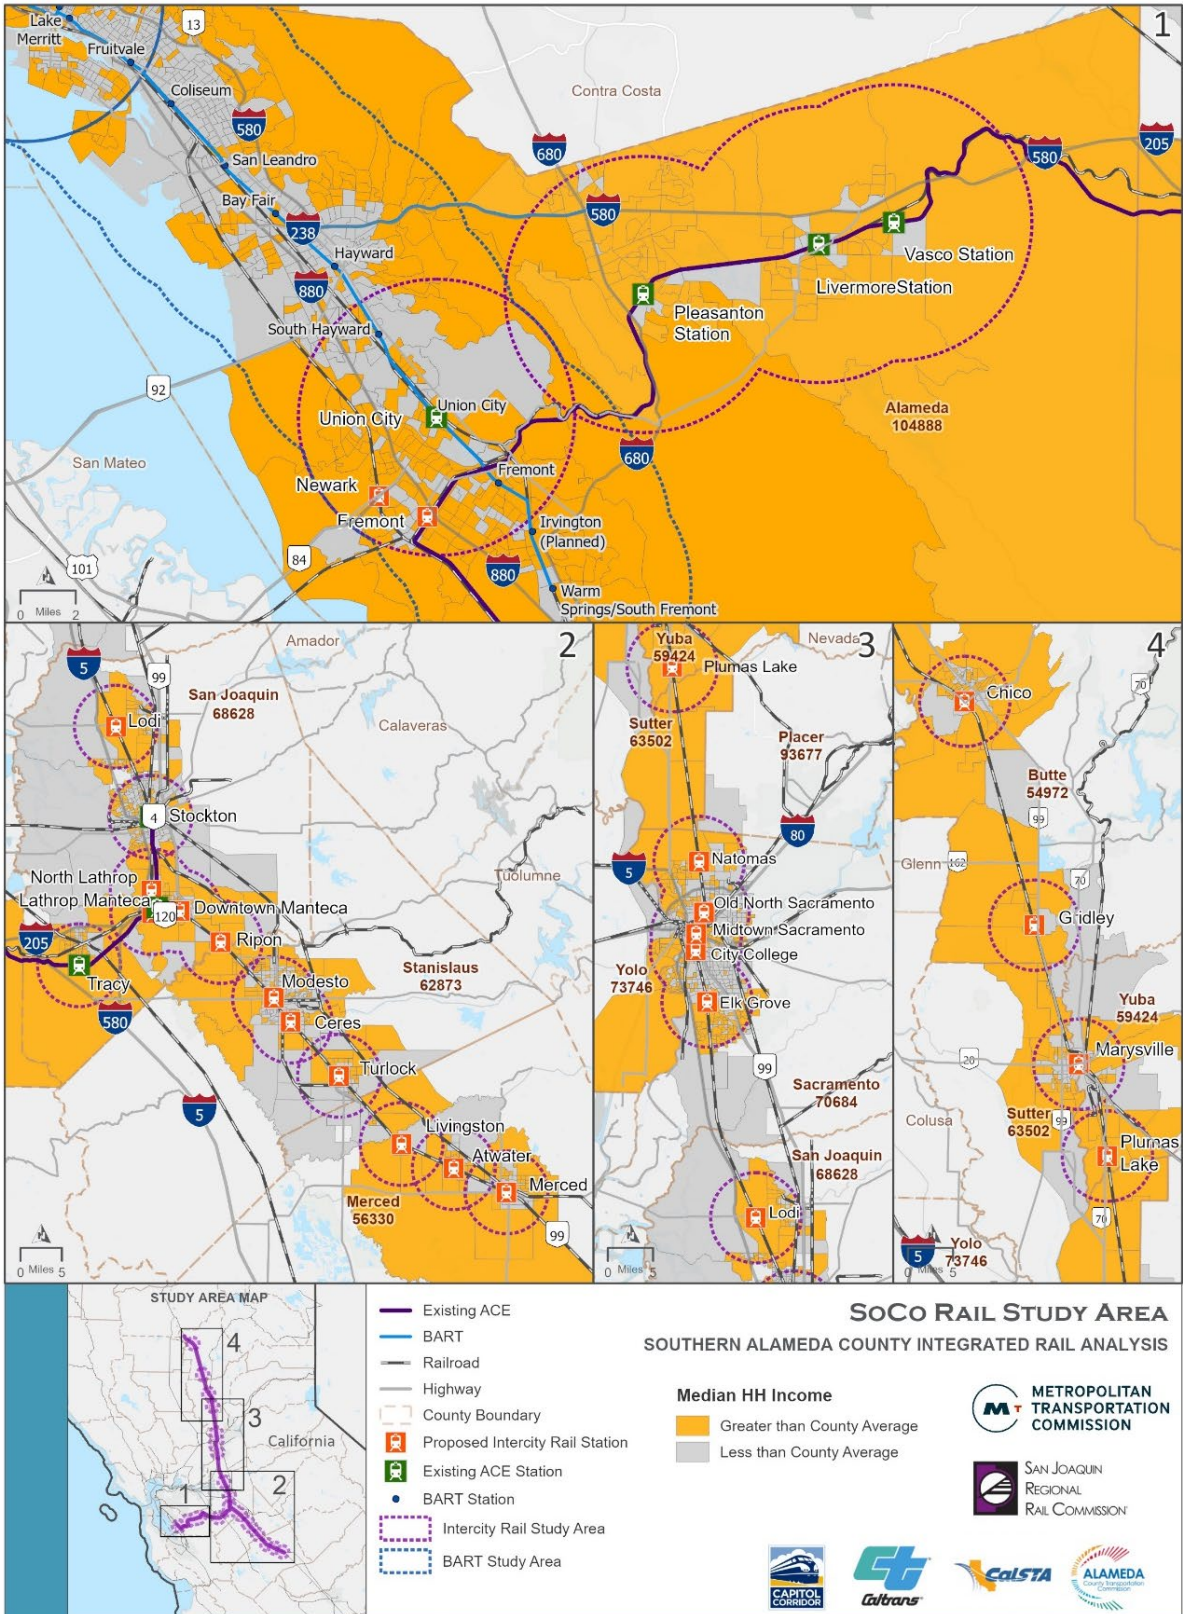 1
Lake
Merritt
Fruitvale
13
Coliseum
580
San Leandro
Bay Fair
238
Hayward
880
South Hayward
92
Union City
Union City
San Mateo
Newark
Fremont
Fremont
Irvington
(Planned)
84
101
880
Warm
Springs/South Fremont
0 Miles 2
Contra Costa
680
580
580
205
Vasco Station
LivermoreStation
Pleasanton
Station
Alameda
104888
680
2
Amador
5
99
San Joaquin
68628
Lodi
Calaveras
4
Stockton
North Lathrop
Lathrop Manteca
120
Downtown Manteca
Tuolumne
205
Ripon
Tracy
580
Stanislaus
62873
Modesto
Ceres
Turlock
5
Livingston
Atwater
Merced
Merced
56330
99
0 Miles 5
3
Yuba
59424
Nevada
Plumas Lake
Sutter
63502
Placer
93677
80
5
Natomas
Old North Sacramento
Midtown Sacramento
City College
Yolo
73746
Elk Grove
99
Sacramento
70684
San Joaquin
68628
Lodi
0 Miles 5
4
Chico
70
Butte
54972
99
Glenn
162
70
Gridley
Yuba
59424
20
Marysville
Sutter
63502
99
Colusa
Plumas
Lake
70
5
Yolo
73746
0 Miles 5
STUDY AREA MAP
4
3
California
2
1
Existing ACE
BART
Railroad
Highway
County Boundary
Proposed Intercity Rail Station
Existing ACE Station
BART Station
Intercity Rail Study Area
BART Study Area
SoCo Rail Study Area
SOUTHERN ALAMEDA COUNTY INTEGRATED RAIL ANALYSIS
Median HH Income
Greater than County Average
Less than County Average
M T
METROPOLITAN
TRANSPORTATION
COMMISSION
SAN JOAQUIN
REGIONAL
RAIL COMMISSION
CAPITOL
CORRIDOR
Ct
Caltrans
CalSTA
ALAMEDA
County Transportation
Commission